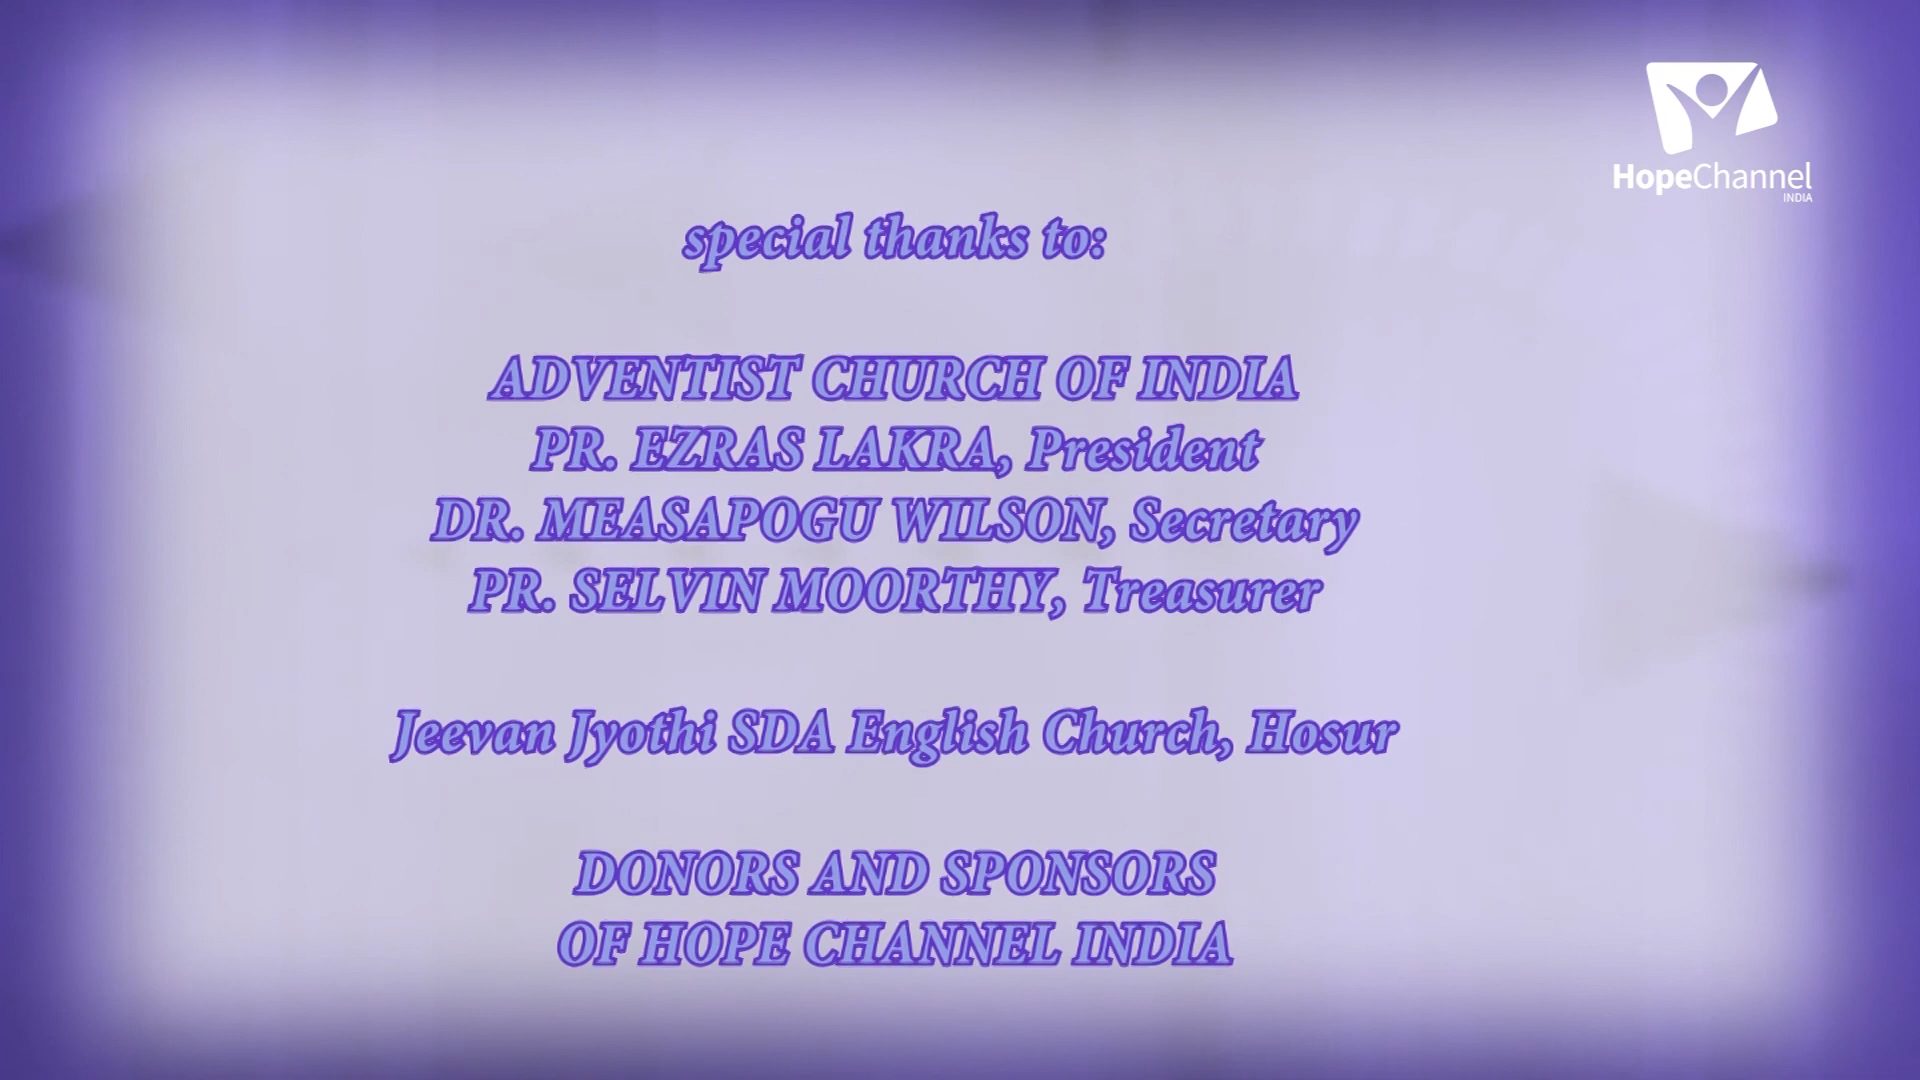 HopeChannel
INDIA
special thanks to:
ADVENTIST CHURCH OF INDIA
PR. EZRAS LAKRA, President
DR. MEASAPOGU WILSON, Secretary
PR. SELVIN MOORTHY, Treasurer
Jeevan Jyothi SDA English Church, Hosur
DONORS AND SPONSORS
OF HOPE CHANNEL INDIA